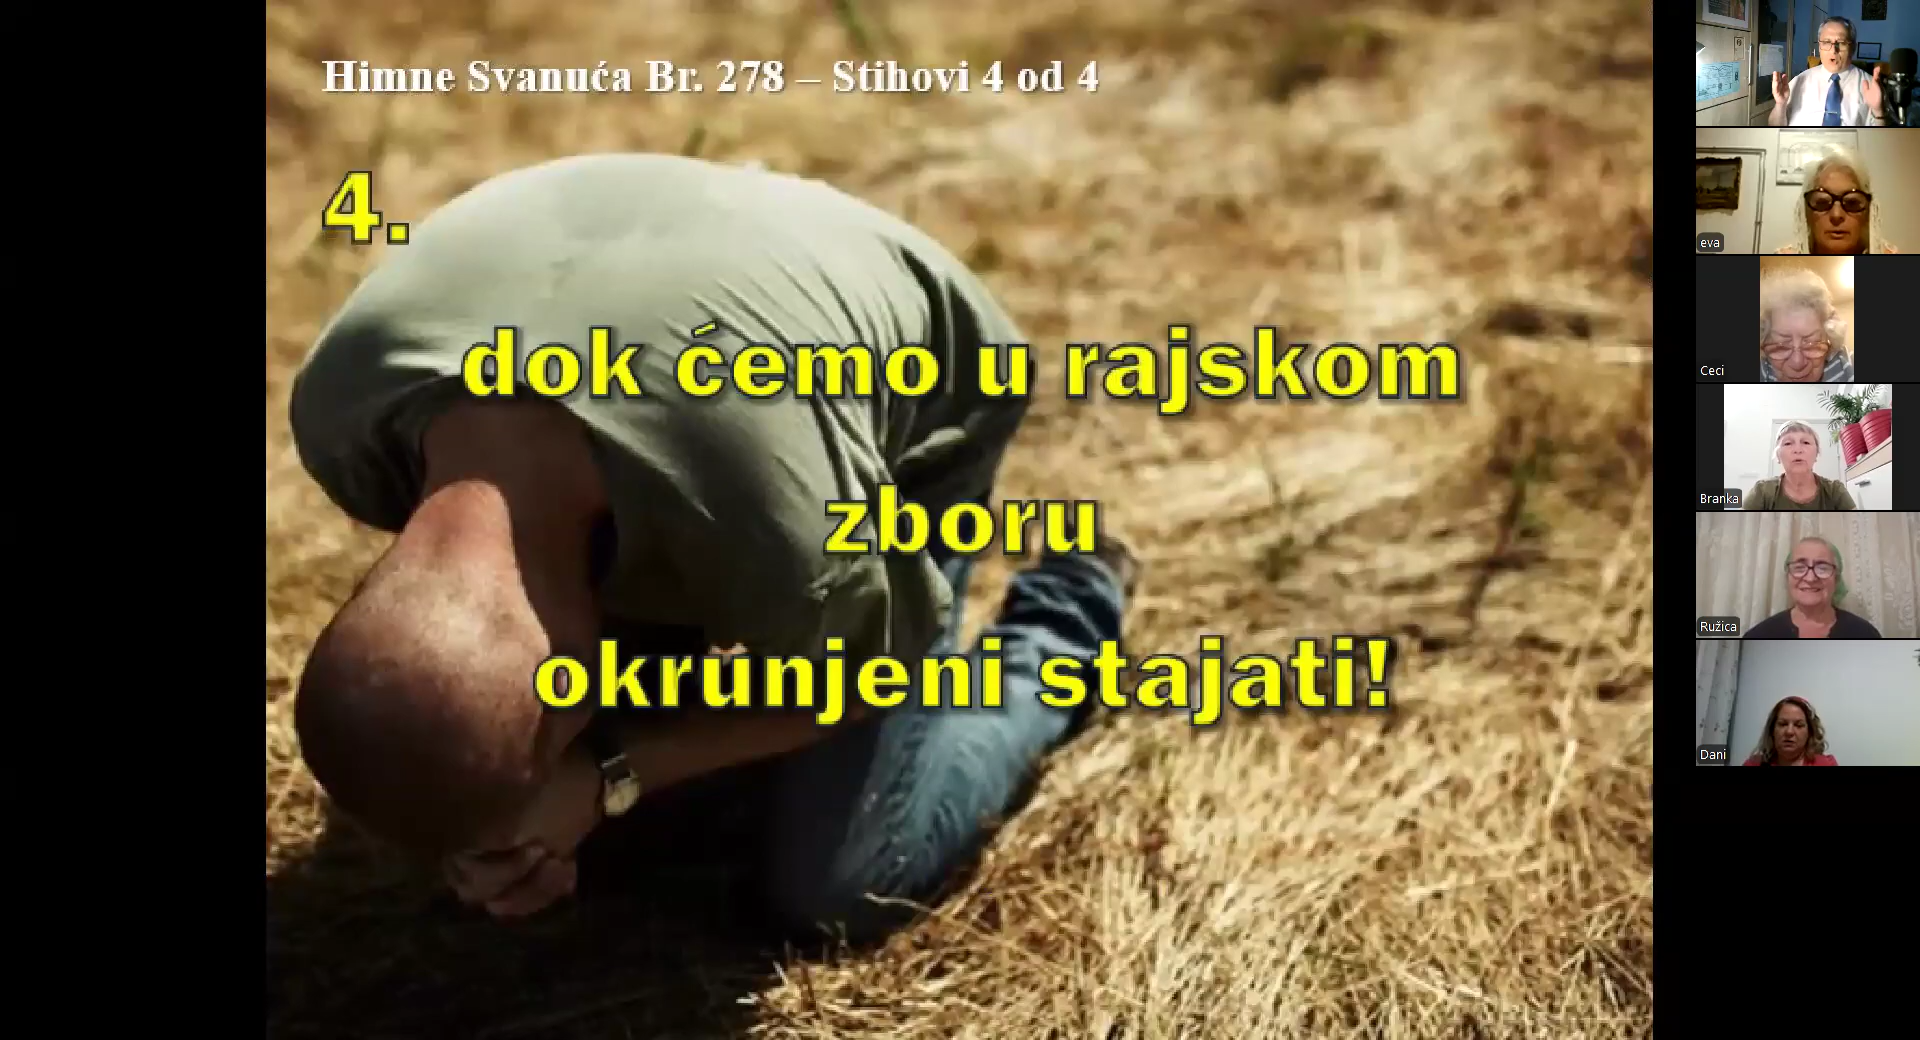 Himne Svanuća Br. 278 – Stihovi 4 od 4
4.
dok ćemo u rajskom
zboru
okrunjeni stajati!
eva
Ceci
Branka
Ružica
Dani